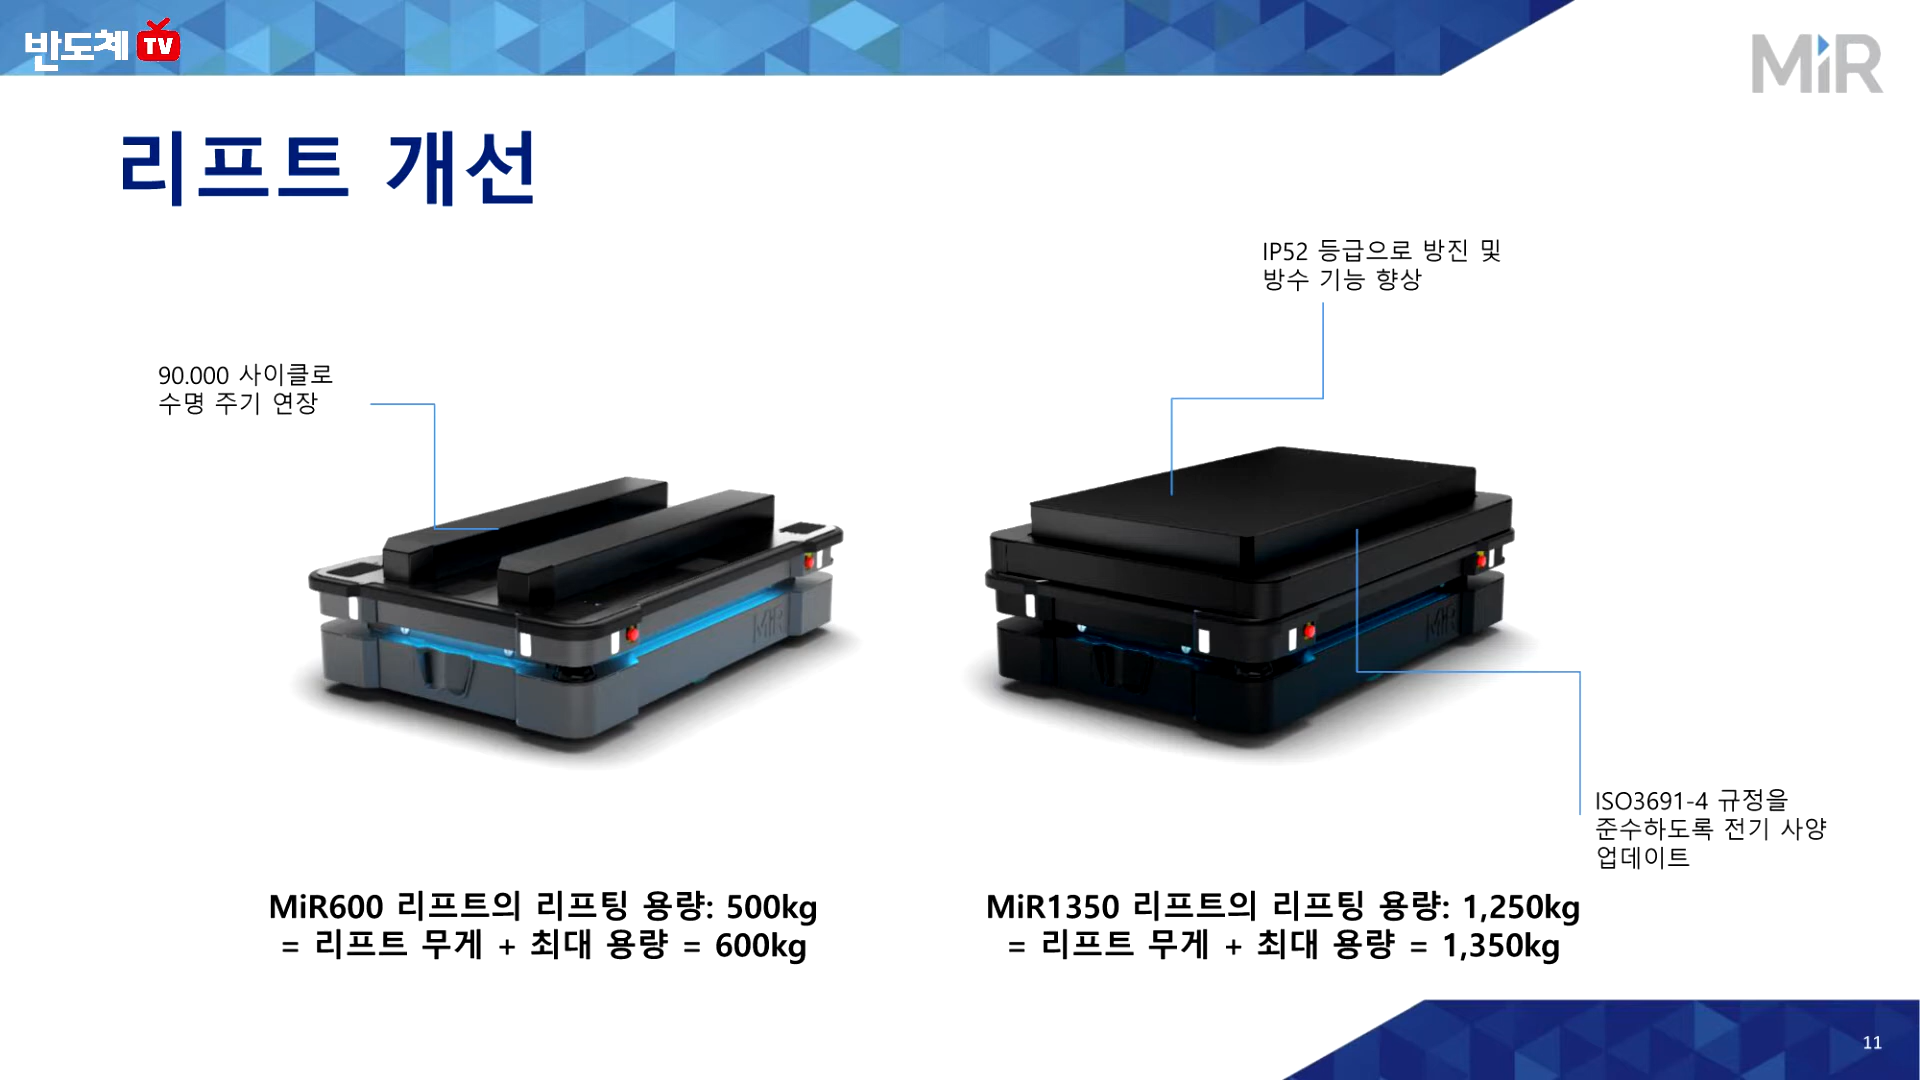 반도체 TV
MiR
리프트 개선
IP52 등급으로 방진 및
방수 기능 향상
90.000 사이클로
수명 주기 연장
MiR
MiR
ISO3691-4 규정을
준수하도록 전기 사양
업데이트
MiR600 리프트의 리프팅 용량: 500kg
= 리프트 무게 + 최대 용량 = 600kg
MiR1350 리프트의 리프팅 용량: 1,250kg
= 리프트 무게 + 최대 용량 = 1,350kg
11